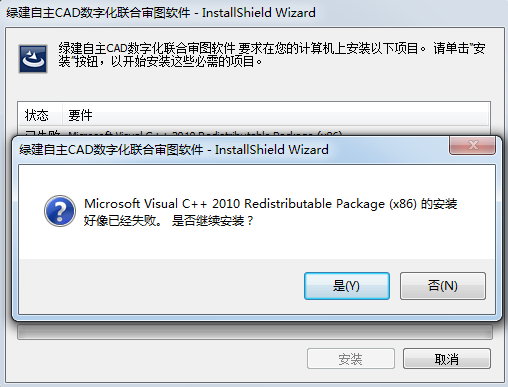 绿建自主CAD数字化联合审图软件 - InstallShield Wizard
绿建自主CAD数字化联合审图软件 要求在您的计算机上安装以下项目。 请单击"安
装"按钮，以开始安装这些必需的项目。
状态 要件
已失败 Microsoft Visual C++ 2010 Redistributable Package (x86)
绿建自主CAD数字化联合审图软件 - InstallShield Wizard
Microsoft Visual C++ 2010 Redistributable Package (x86) 的安装
好像已经失败。 是否继续安装？
是(Y) 否(N)
安装 取消